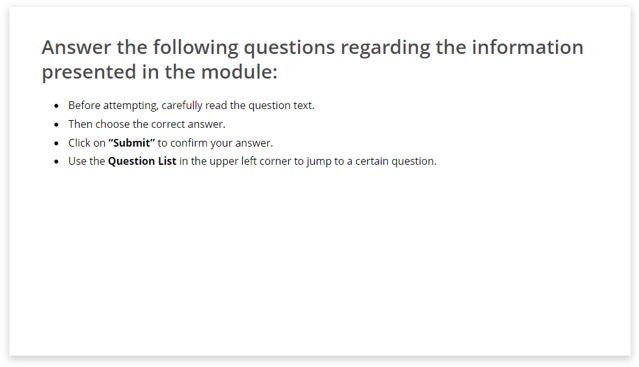 Answer the following questions regarding the information
presented in the module:
• Before attempting, carefully read the question text.
• Then choose the correct answer.
• Click on “Submit” to confirm your answer.
• Use the Question List in the upper left corner to jump to a certain question.